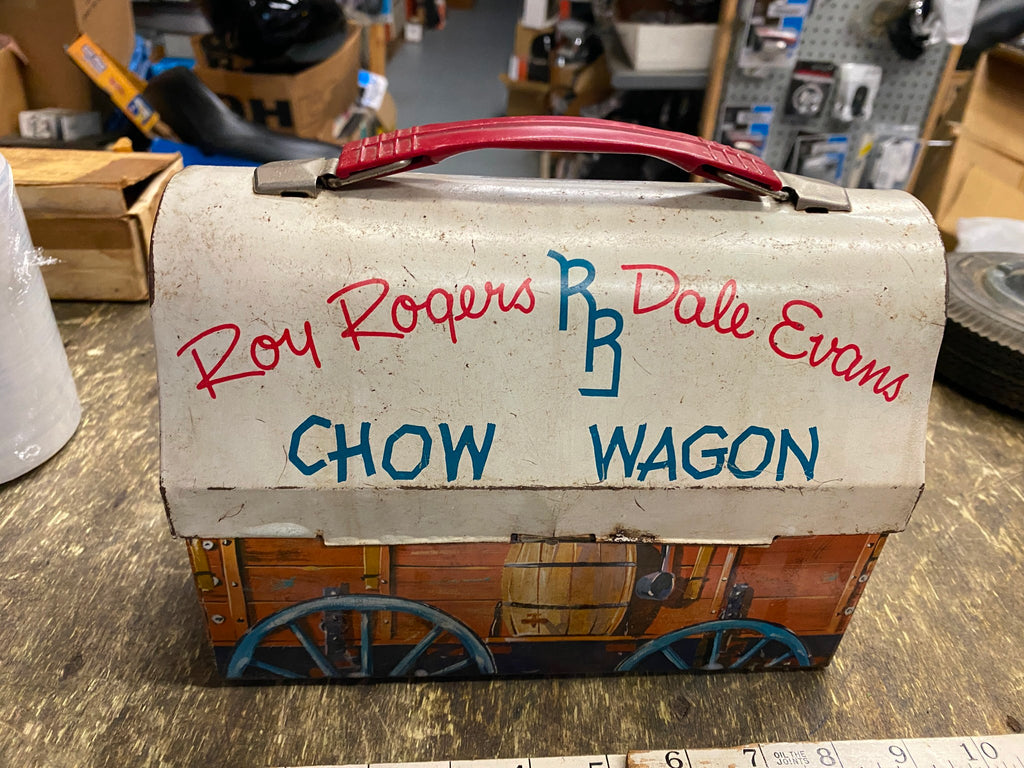 Roy Rogers RR Dale Evans
CHOW WAGON
6 7 OIL THE JOINTS 8 9 10